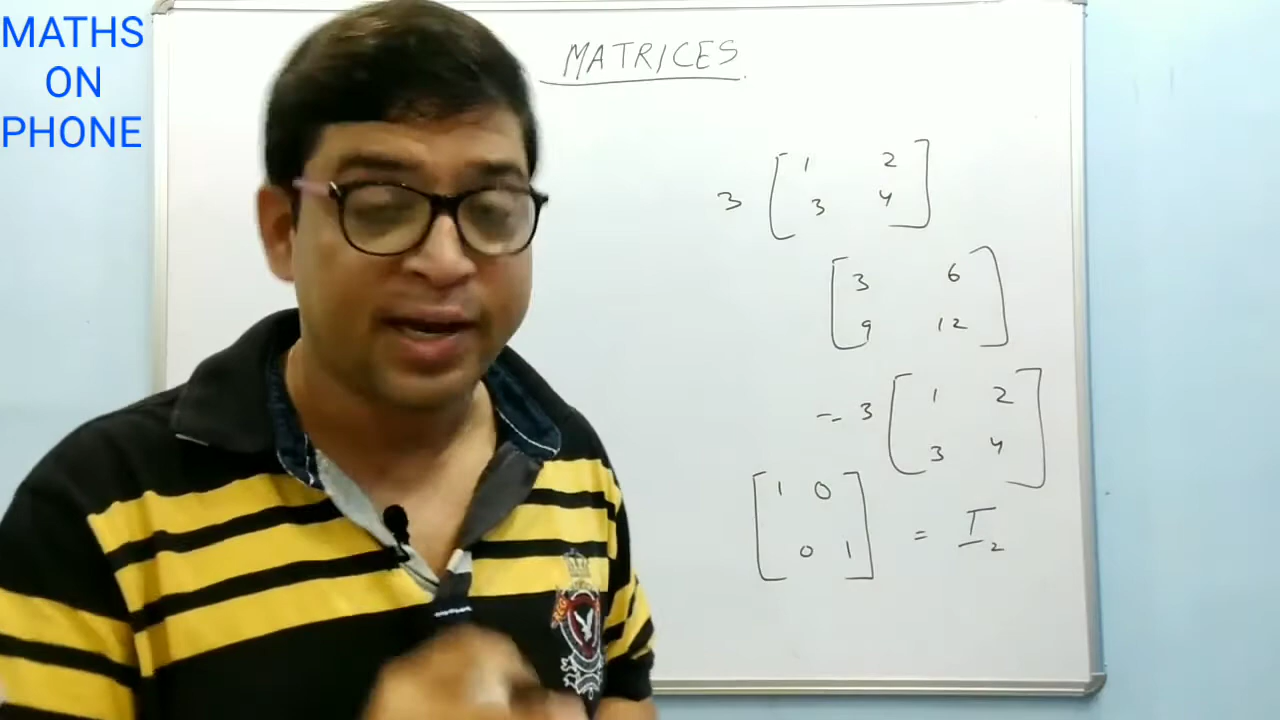 MATHS
ON
PHONE
MATRICES
3 [ 1 2
3 4 ]
[ 3 6
9 12 ]
= 3 [ 1 2
3 4 ]
[ 1 0
0 1 ] = I₂